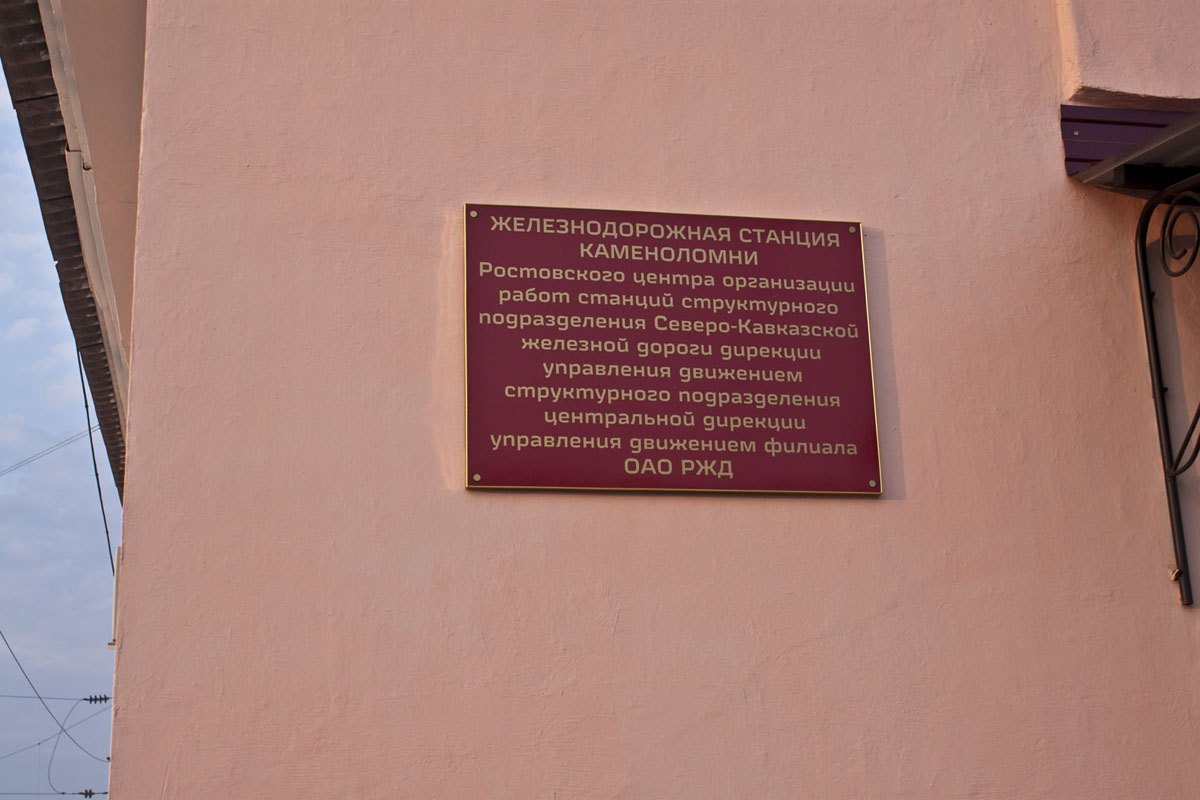 ЖЕЛЕЗНОДОРОЖНАЯ СТАНЦИЯ
КАМЕНОЛОМНИ
Ростовского центра организации
работ станций структурного
подразделения Северо-Кавказской
железной дороги дирекции
управления движением
структурного подразделения
центральной дирекции
управления движением филиала
ОАО РЖД